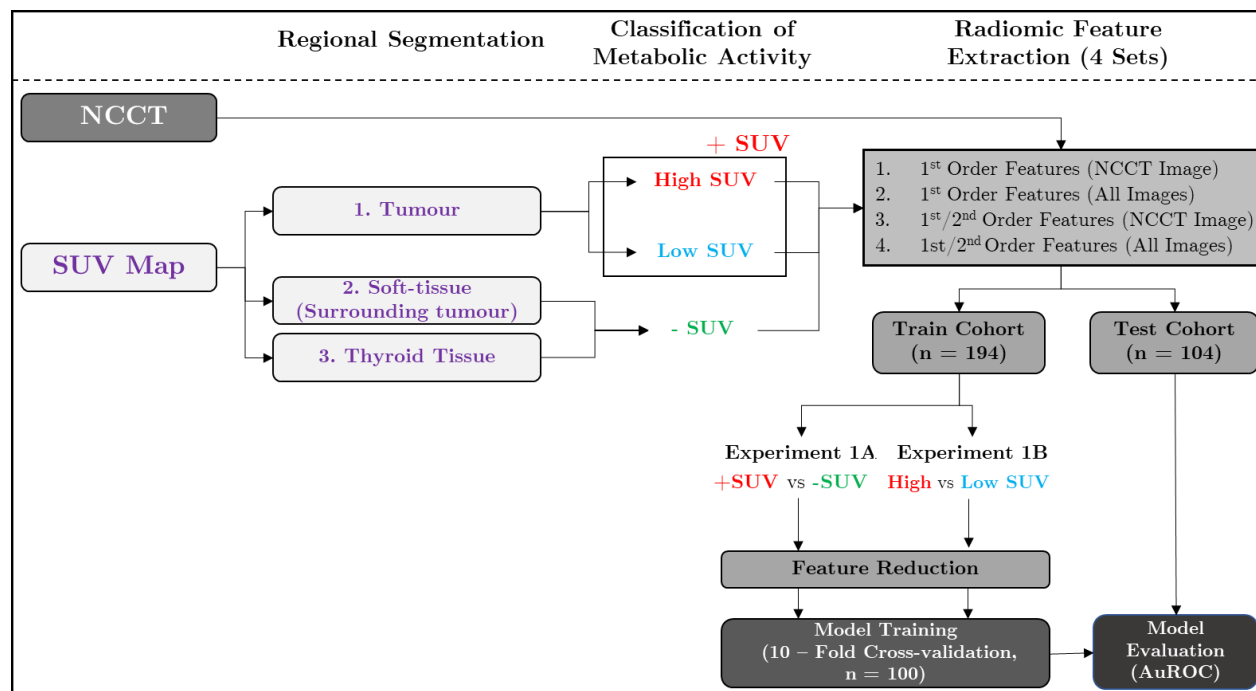 Regional Segmentation
Classification of
Metabolic Activity
Radiomic Feature
Extraction (4 Sets)
NCCT
SUV Map
1. Tumour
2. Soft-tissue
(Surrounding tumour)
3. Thyroid Tissue
+ SUV
High SUV
Low SUV
- SUV
1. 1st Order Features (NCCT Image)
2. 1st Order Features (All Images)
3. 1st/2nd Order Features (NCCT Image)
4. 1st/2nd Order Features (All Images)
Train Cohort
(n = 194)
Test Cohort
(n = 104)
Experiment 1A.
+SUV vs -SUV
Experiment 1B
High vs Low SUV
Feature Reduction
Model Training
(10 – Fold Cross-validation,
n = 100)
Model
Evaluation
(AuROC)